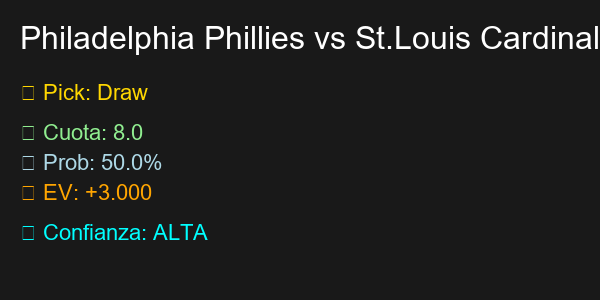 Philadelphia Phillies vs St.Louis Cardinal
Pick: Draw
Cuota: 8.0
Prob: 50.0%
EV: +3.000
Confianza: ALTA